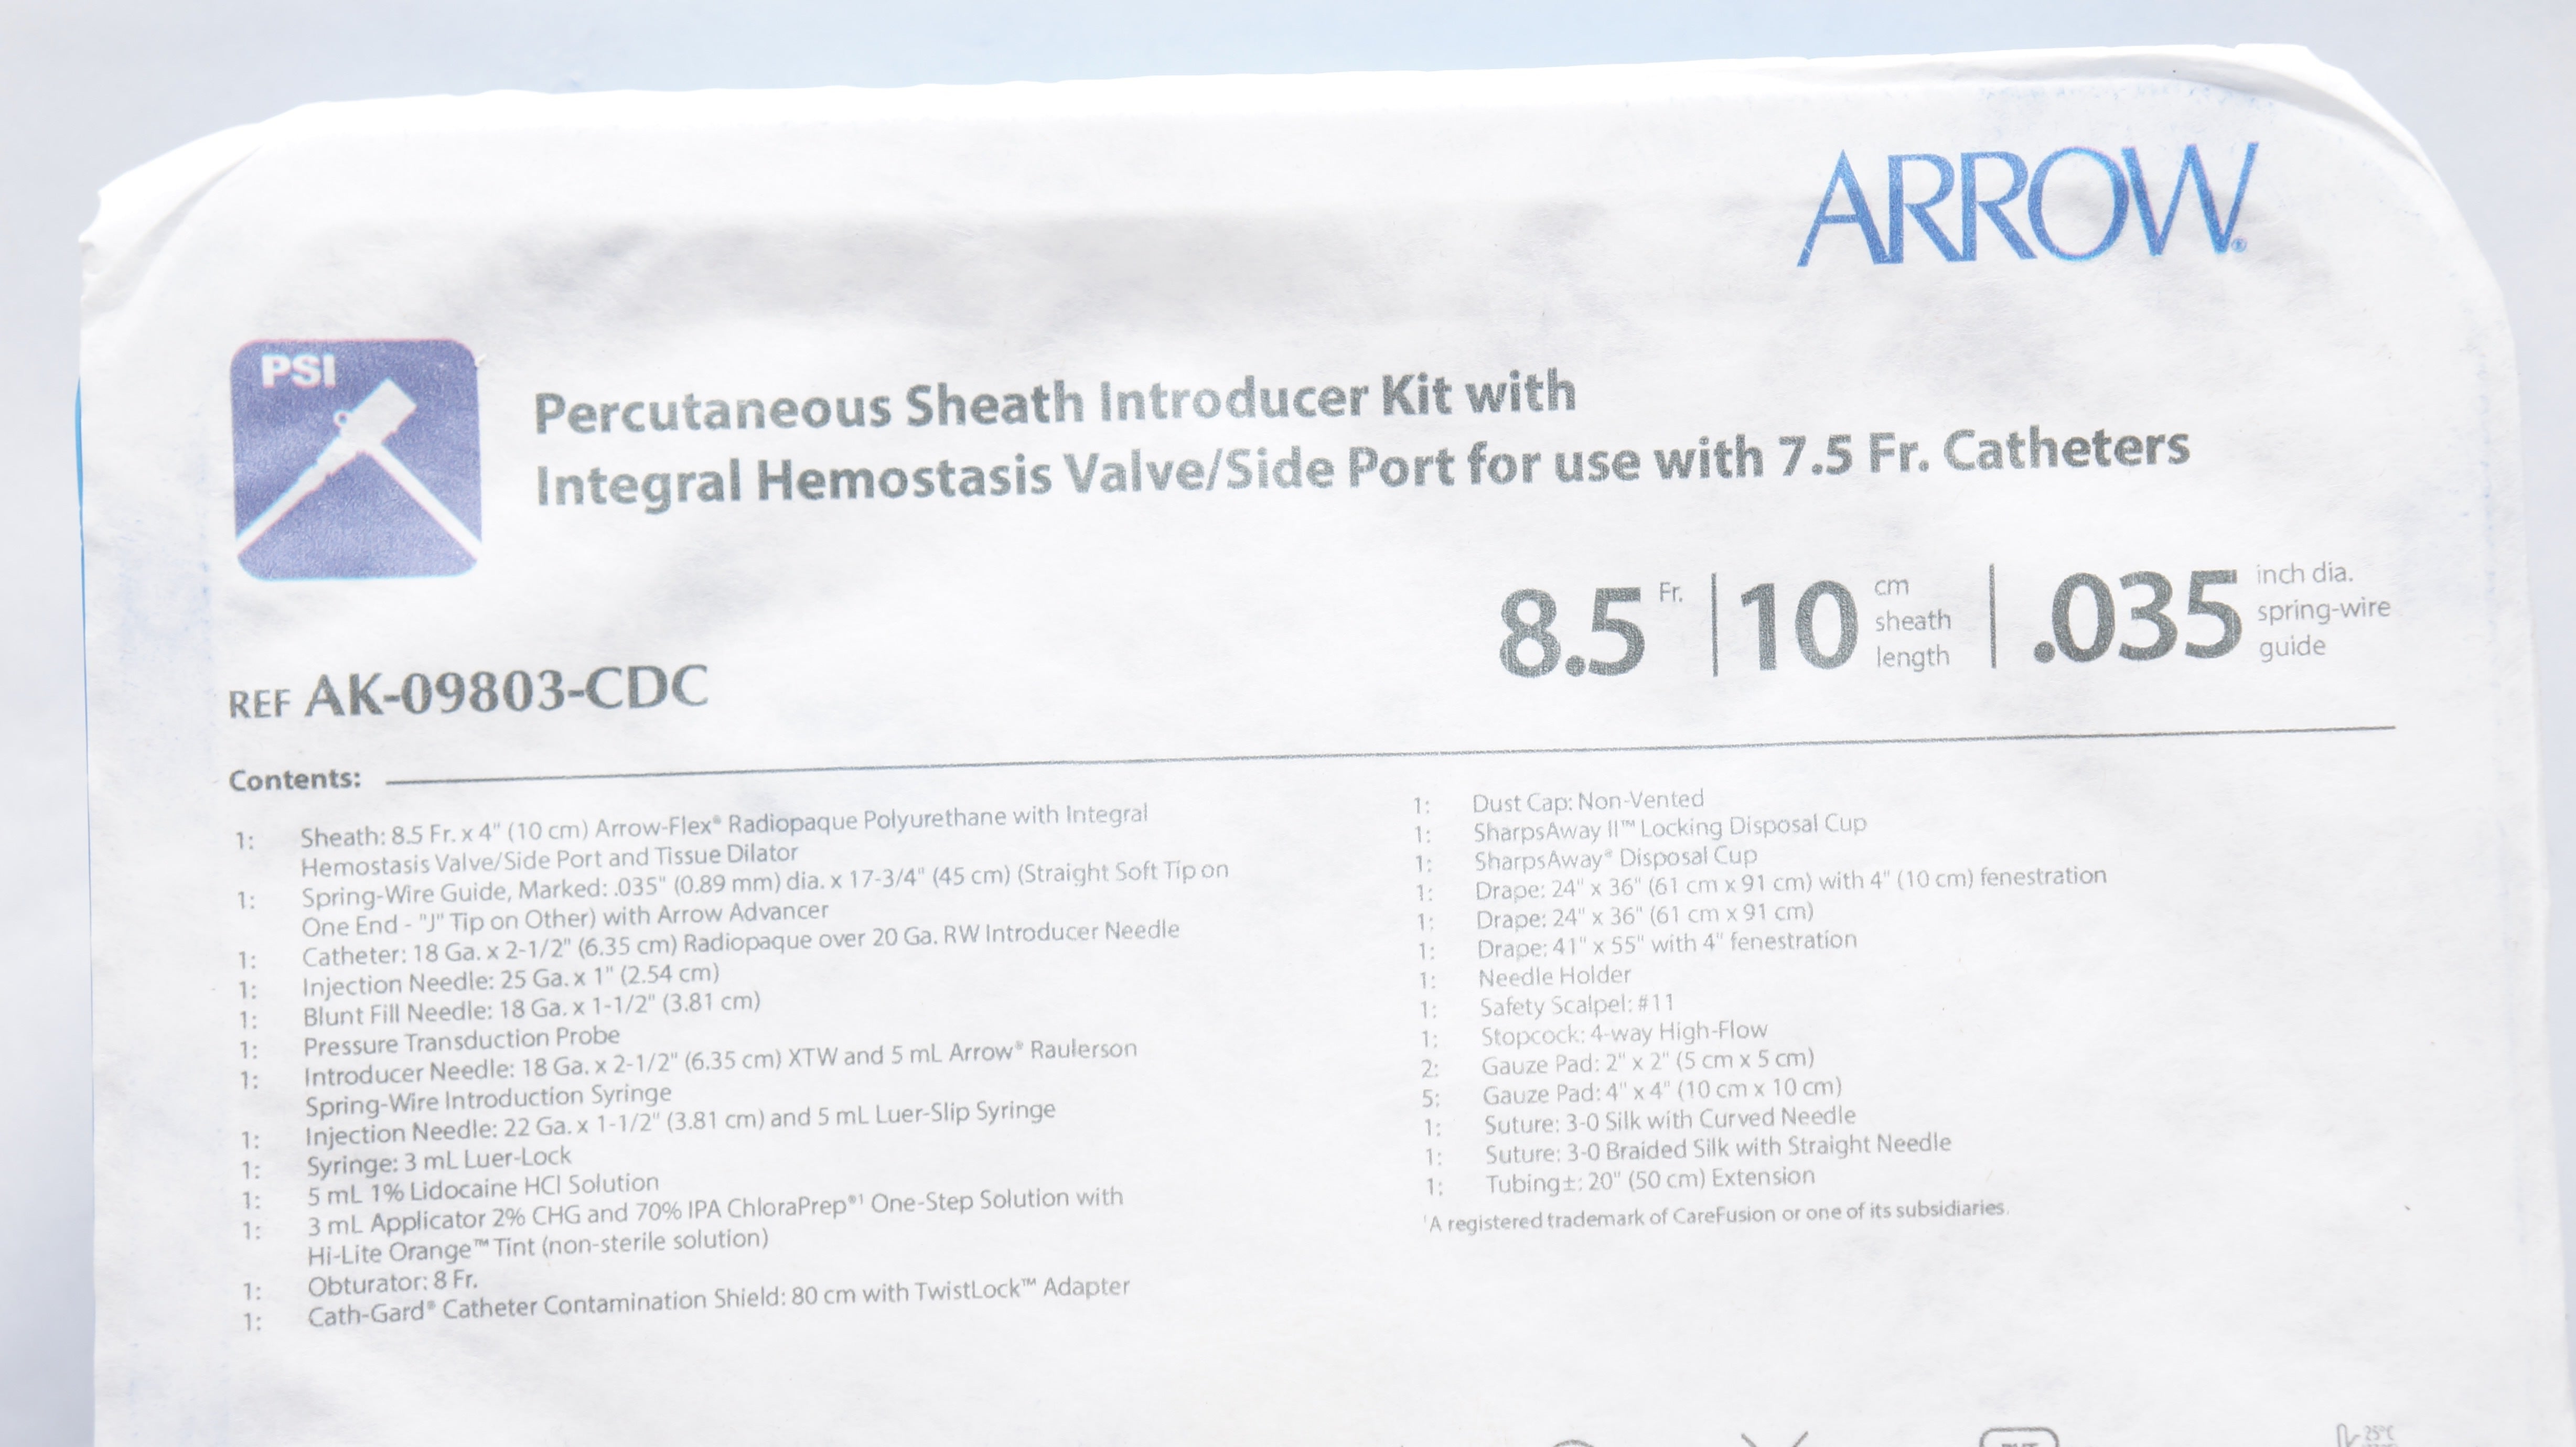 ARROW®
PSI
Percutaneous Sheath Introducer Kit with
Integral Hemostasis Valve/Side Port for use with 7.5 Fr. Catheters
8.5 Fr. | 10 cm sheath length | .035 inch dia. spring-wire guide
REF AK-09803-CDC
Contents:
1: Sheath: 8.5 Fr. x 4" (10 cm) Arrow-Flex® Radiopaque Polyurethane with Integral
Hemostasis Valve/Side Port and Tissue Dilator
1: Spring-Wire Guide, Marked: .035" (0.89 mm) dia. x 17-3/4" (45 cm) (Straight Soft Tip on
One End - "J" Tip on Other) with Arrow Advancer
1: Catheter: 18 Ga. x 2-1/2" (6.35 cm) Radiopaque over 20 Ga. RW Introducer Needle
1: Injection Needle: 25 Ga. x 1" (2.54 cm)
1: Blunt Fill Needle: 18 Ga. x 1-1/2" (3.81 cm)
1: Pressure Transduction Probe
1: Introducer Needle: 18 Ga. x 2-1/2" (6.35 cm) XTW and 5 mL Arrow® Raulerson
Spring-Wire Introduction Syringe
1: Injection Needle: 22 Ga. x 1-1/2" (3.81 cm) and 5 mL Luer-Slip Syringe
1: Syringe: 3 mL Luer-Lock
1: 5 mL 1% Lidocaine HCl Solution
1: 3 mL Applicator 2% CHG and 70% IPA ChloraPrep®¹ One-Step Solution with
Hi-Lite Orange™ Tint (non-sterile solution)
1: Obturator: 8 Fr.
1: Cath-Gard® Catheter Contamination Shield: 80 cm with TwistLock™ Adapter
1: Dust Cap: Non-Vented
1: SharpsAway II™ Locking Disposal Cup
1: SharpsAway® Disposal Cup
1: Drape: 24" x 36" (61 cm x 91 cm) with 4" (10 cm) fenestration
1: Drape: 24" x 36" (61 cm x 91 cm)
1: Drape: 41" x 55" with 4" fenestration
1: Needle Holder
1: Safety Scalpel: #11
1: Stopcock: 4-way High-Flow
2: Gauze Pad: 2" x 2" (5 cm x 5 cm)
5: Gauze Pad: 4" x 4" (10 cm x 10 cm)
1: Suture: 3-0 Silk with Curved Needle
1: Suture: 3-0 Braided Silk with Straight Needle
1: Tubing±: 20" (50 cm) Extension
¹A registered trademark of CareFusion or one of its subsidiaries.
25°C